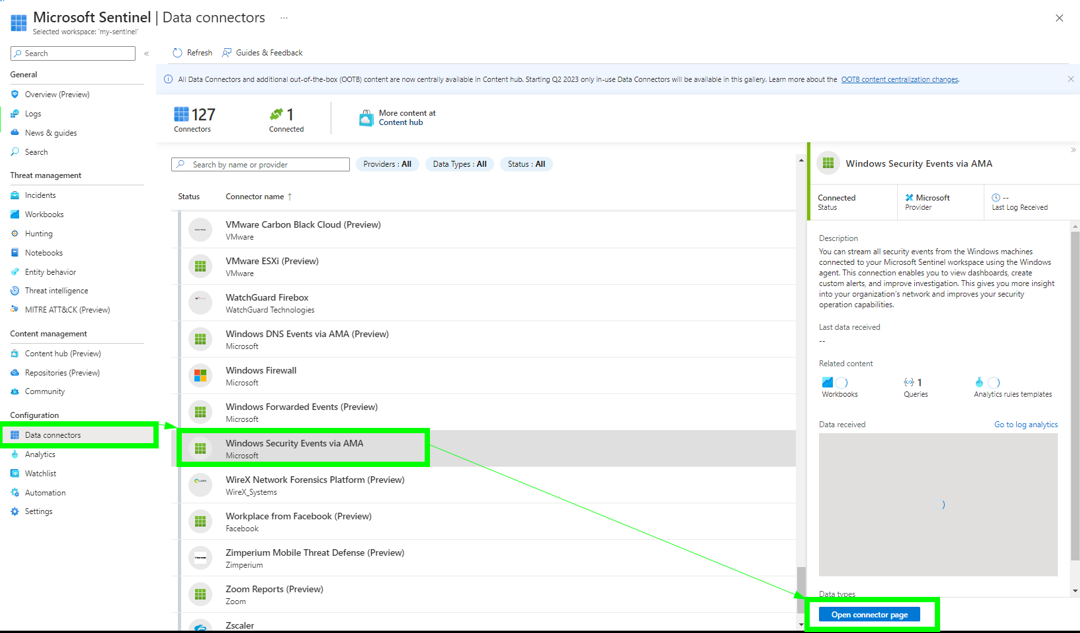 Microsoft Sentinel | Data connectors ...
Selected workspace: 'my-sentinel'
Search
«
General
Overview (Preview)
Logs
News & guides
Search
Threat management
Incidents
Workbooks
Hunting
Notebooks
Entity behavior
Threat intelligence
MITRE ATT&CK (Preview)
Content management
Content hub (Preview)
Repositories (Preview)
Community
Configuration
Data connectors
Analytics
Watchlist
Automation
Settings
Refresh Guides & Feedback
All Data Connectors and additional out-of-the-box (OOTB) content are now centrally available in Content hub. Starting Q2 2023 only in-use Data Connectors will be available in this gallery. Learn more about the OOTB content centralization changes.
127
Connectors
1
Connected
More content at
Content hub
Search by name or provider
Providers : All
Data Types : All
Status : All
Status Connector name ↑
VMware Carbon Black Cloud (Preview)
VMware
VMware ESXi (Preview)
VMware
WatchGuard Firebox
WatchGuard Technologies
Windows DNS Events via AMA (Preview)
Microsoft
Windows Firewall
Microsoft
Windows Forwarded Events (Preview)
Microsoft
Windows Security Events via AMA
Microsoft
WireX Network Forensics Platform (Preview)
WireX_Systems
Workplace from Facebook (Preview)
Facebook
Zimperium Mobile Threat Defense (Preview)
Zimperium
Zoom Reports (Preview)
Zoom
Zscaler
»
Windows Security Events via AMA
Connected
Status
Microsoft
Provider
--
Last Log Received
Description
You can stream all security events from the Windows machines
connected to your Microsoft Sentinel workspace using the Windows
agent. This connection enables you to view dashboards, create
custom alerts, and improve investigation. This gives you more insight
into your organization's network and improves your security
operation capabilities.
Last data received
--
Related content
Workbooks
1
Queries
Analytics rules templates
Data received Go to log analytics
Data types
Open connector page